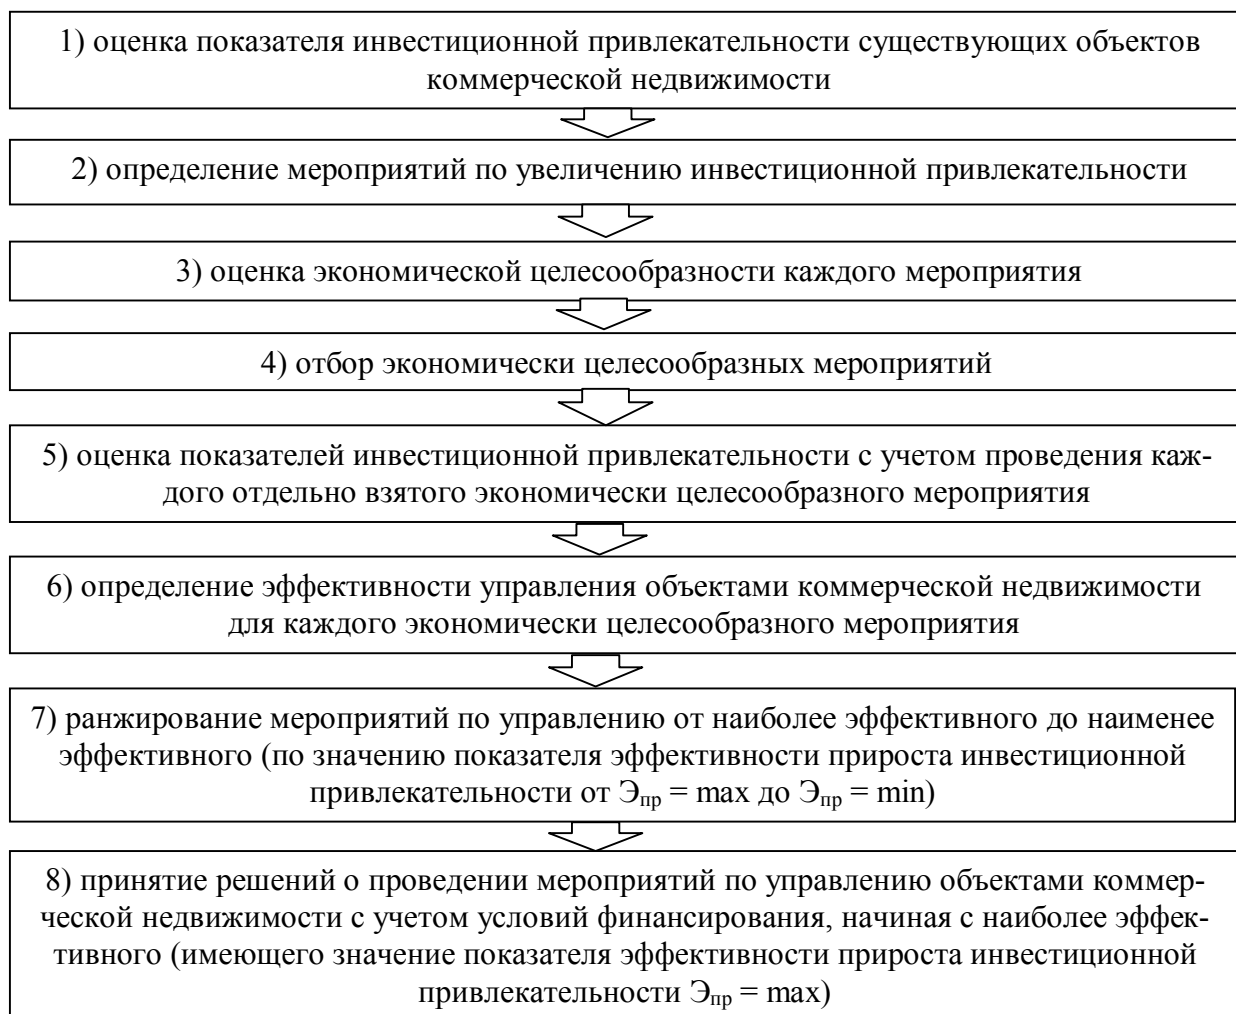 1) оценка показателя инвестиционной привлекательности существующих объектов
коммерческой недвижимости
2) определение мероприятий по увеличению инвестиционной привлекательности
3) оценка экономической целесообразности каждого мероприятия
4) отбор экономически целесообразных мероприятий
5) оценка показателей инвестиционной привлекательности с учетом проведения каж-
дого отдельно взятого экономически целесообразного мероприятия
6) определение эффективности управления объектами коммерческой недвижимости
для каждого экономически целесообразного мероприятия
7) ранжирование мероприятий по управлению от наиболее эффективного до наименее
эффективного (по значению показателя эффективности прироста инвестиционной
привлекательности от Эпр = max до Эпр = min)
8) принятие решений о проведении мероприятий по управлению объектами коммер-
ческой недвижимости с учетом условий финансирования, начиная с наиболее эффек-
тивного (имеющего значение показателя эффективности прироста инвестиционной
привлекательности Эпр = max)